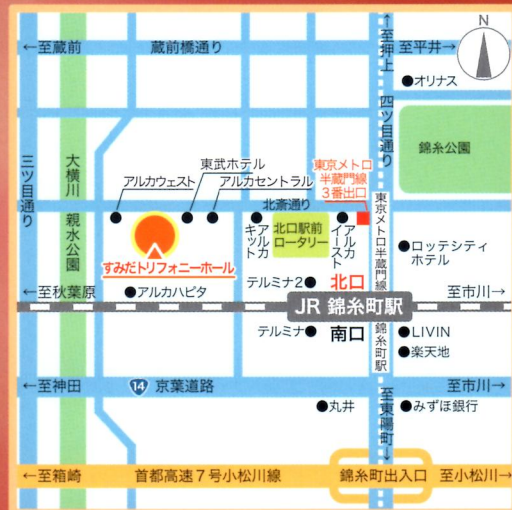 N
←至蔵前
蔵前橋通り
←至押上
至平井→
オリナス
四ツ目通り
錦糸公園
三ツ目通り
大横川
親水公園
東武ホテル
アルカウェスト
アルカセントラル
東京メトロ
半蔵門線
3番出口
北斎通り
アルカ
キット
北口駅前
ロータリー
アルカ
イースト
東京メトロ半蔵門線
錦糸町駅
ロッテシティ
ホテル
すみだトリフォニーホール
←至秋葉原
アルカハピタ
テルミナ2
北口
至市川→
JR 錦糸町駅
テルミナ
南口
LIVIN
楽天地
←至神田
14
京葉道路
至市川→
丸井
至東陽町→
みずほ銀行
←至箱崎
首都高速7号小松川線
錦糸町出入口
至小松川→